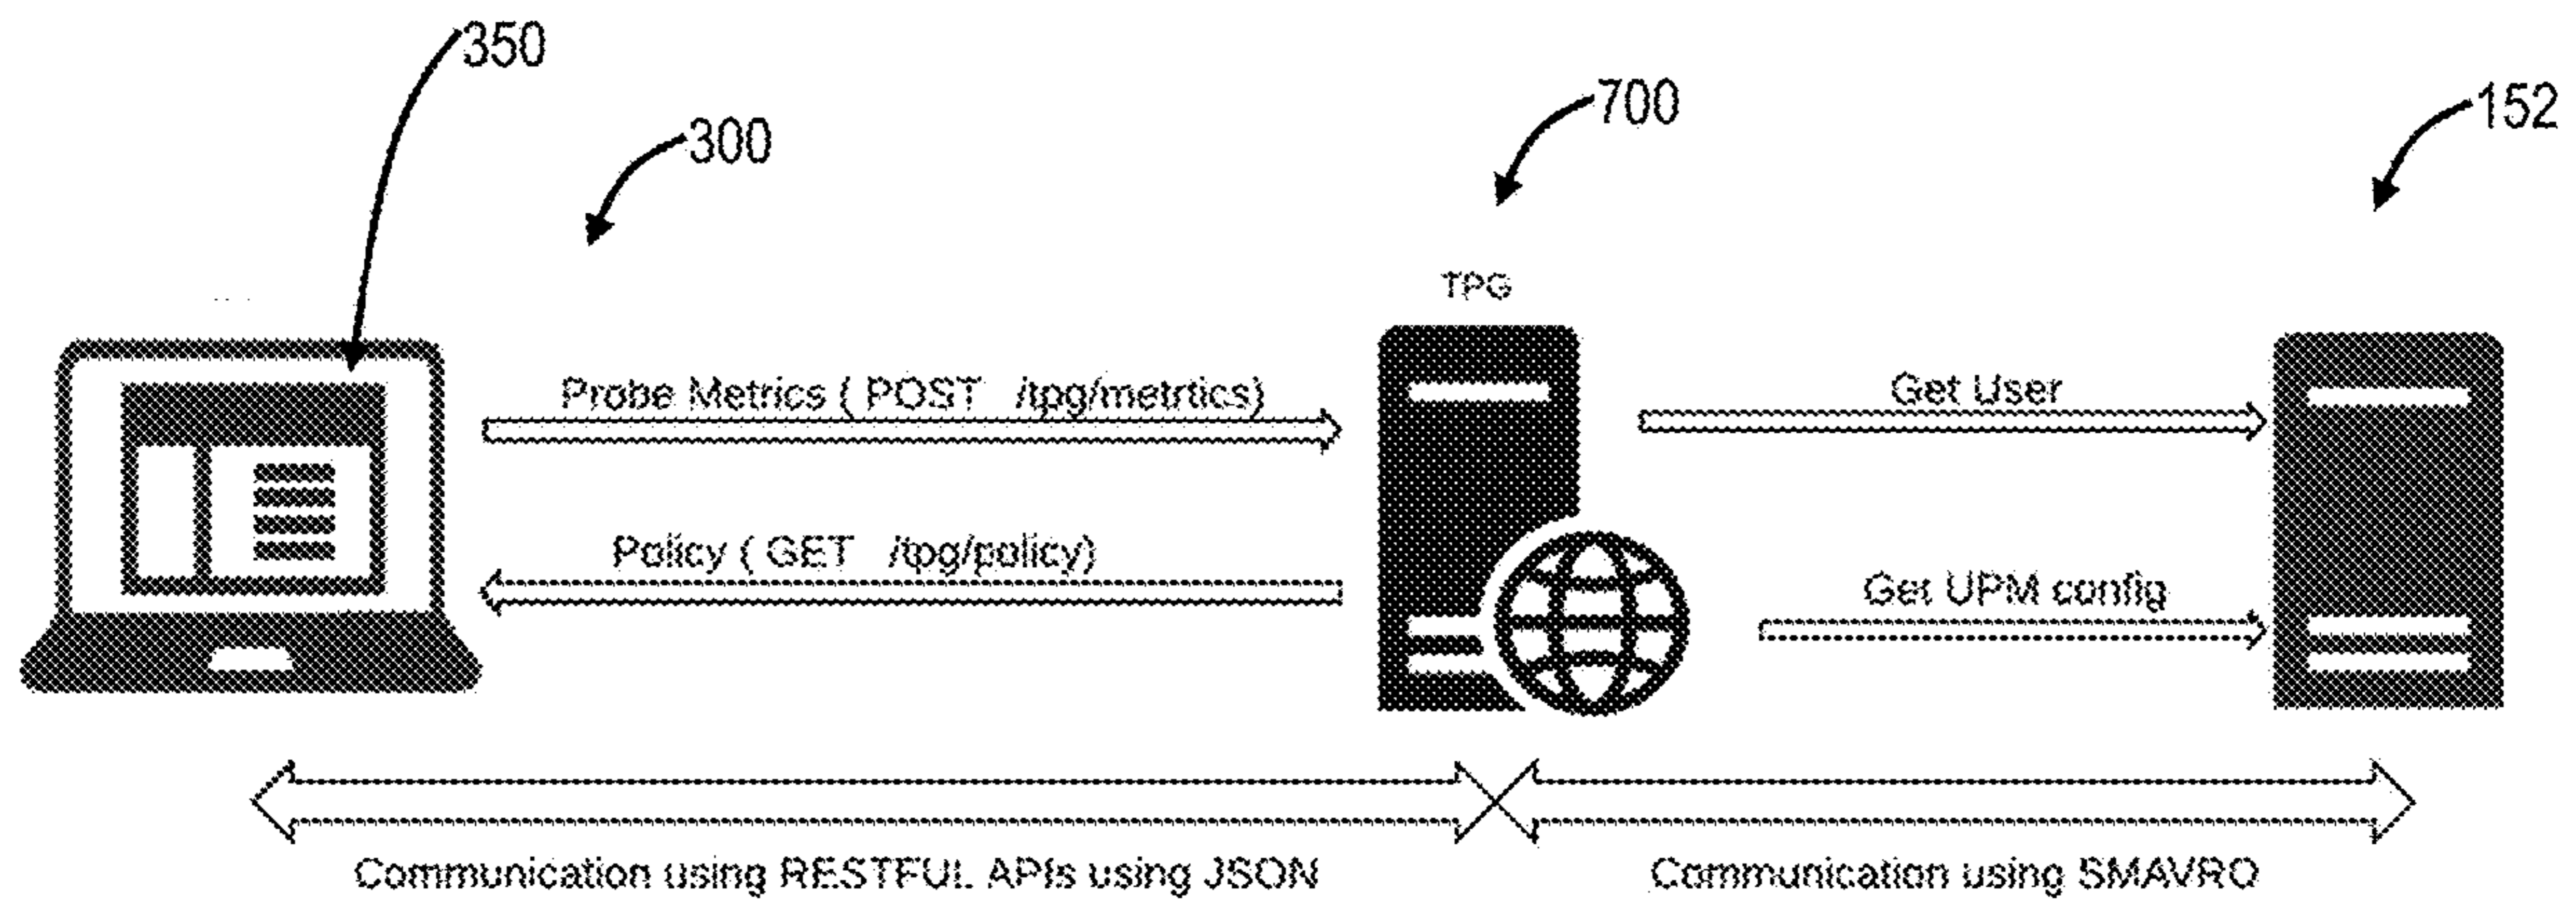 350
300
700
152
TPG
Probe Metrics ( POST /tpg/metrtics)
Get User
Policy ( GET /tpg/policy)
Get UPM config
Communication using RESTFUL APIs using JSON
Communication using SMAVRO